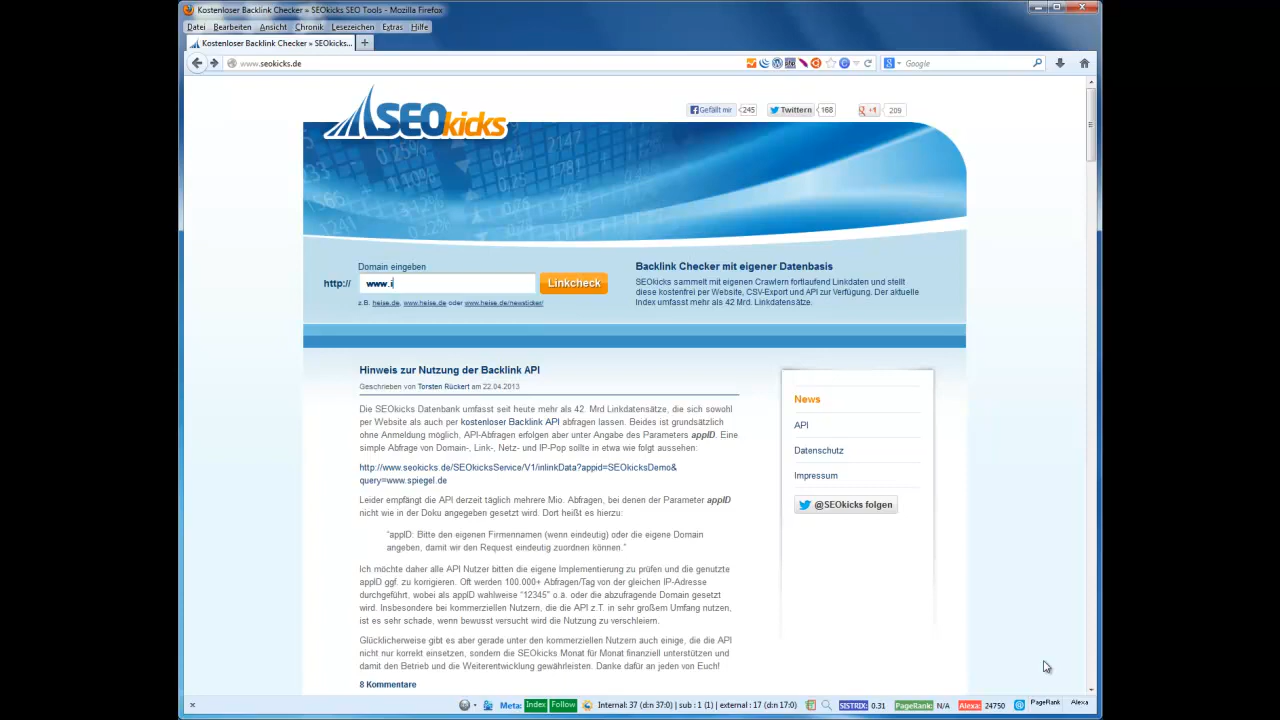 Kostenloser Backlink Checker » SEOkicks SEO Tools - Mozilla Firefox
Datei Bearbeiten Ansicht Chronik Lesezeichen Extras Hilfe
Kostenloser Backlink Checker » SEOkicks...
www.seokicks.de
Google
SEOkicks
Gefällt mir 245 Twittern 168 +1 209
Domain eingeben
http:// www.i Linkcheck
z.B. heise.de, www.heise.de oder www.heise.de/newsticker/
Backlink Checker mit eigener Datenbasis
SEOkicks sammelt mit eigenen Crawlern fortlaufend Linkdaten und stellt
diese kostenfrei per Website, CSV-Export und API zur Verfügung. Der aktuelle
Index umfasst mehr als 42 Mrd. Linkdatensätze.
Hinweis zur Nutzung der Backlink API
Geschrieben von Torsten Rückert am 22.04.2013
Die SEOkicks Datenbank umfasst seit heute mehr als 42. Mrd Linkdatensätze, die sich sowohl
per Website als auch per kostenloser Backlink API abfragen lassen. Beides ist grundsätzlich
ohne Anmeldung möglich, API-Abfragen erfolgen aber unter Angabe des Parameters appID. Eine
simple Abfrage von Domain-, Link-, Netz- und IP-Pop sollte in etwa wie folgt aussehen:
http://www.seokicks.de/SEOkicksService/V1/inlinkData?appid=SEOkicksDemo&
query=www.spiegel.de
Leider empfängt die API derzeit täglich mehrere Mio. Abfragen, bei denen der Parameter appID
nicht wie in der Doku angegeben gesetzt wird. Dort heißt es hierzu:
“appID: Bitte den eigenen Firmennamen (wenn eindeutig) oder die eigene Domain
angeben, damit wir den Request eindeutig zuordnen können.”
Ich möchte daher alle API Nutzer bitten die eigene Implementierung zu prüfen und die genutzte
appID ggf. zu korrigieren. Oft werden 100.000+ Abfragen/Tag von der gleichen IP-Adresse
durchgeführt, wobei als appID wahlweise “12345” o.ä. oder die abzufragende Domain gesetzt
wird. Insbesondere bei kommerziellen Nutzern, die die API z.T. in sehr großem Umfang nutzen,
ist es sehr schade, wenn bewusst versucht wird die Nutzung zu verschleiern.
Glücklicherweise gibt es aber gerade unter den kommerziellen Nutzern auch einige, die die API
nicht nur korrekt einsetzen, sondern die SEOkicks Monat für Monat finanziell unterstützen und
damit den Betrieb und die Weiterentwicklung gewährleisten. Danke dafür an jeden von Euch!
8 Kommentare
News
API
Datenschutz
Impressum
@SEOkicks folgen
Meta: Index Follow Internal: 37 (d:n 37:0) | sub : 1 (1) | external : 17 (d:n 17:0) SISTRIX: 0.31 PageRank: N/A Alexa: 24750 PageRank Alexa